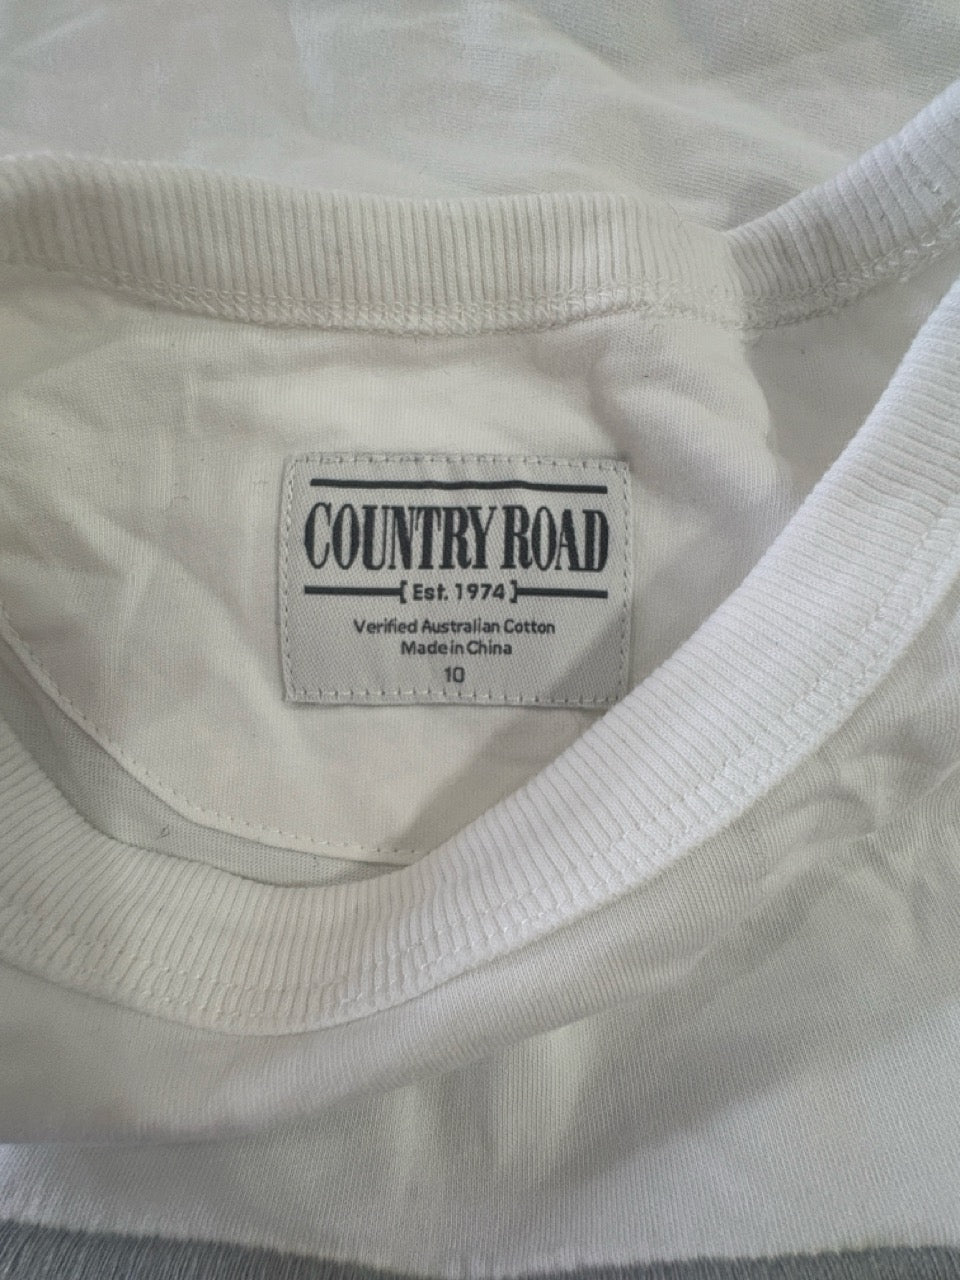 COUNTRY ROAD
[Est. 1974]
Verified Australian Cotton
Made in China
10